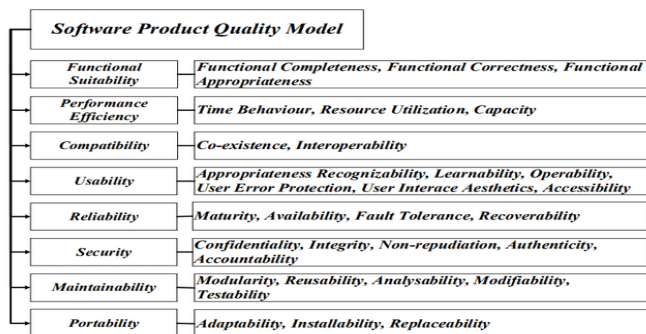 Software Product Quality Model
Functional
Suitability
Functional Completeness, Functional Correctness, Functional
Appropriateness
Performance
Efficiency
Time Behaviour, Resource Utilization, Capacity
Compatibility
Co-existence, Interoperability
Usability
Appropriateness Recognizability, Learnability, Operability,
User Error Protection, User Interace Aesthetics, Accessibility
Reliability
Maturity, Availability, Fault Tolerance, Recoverability
Security
Confidentiality, Integrity, Non-repudiation, Authenticity,
Accountability
Maintainability
Modularity, Reusability, Analysability, Modifiability,
Testability
Portability
Adaptability, Installability, Replaceability